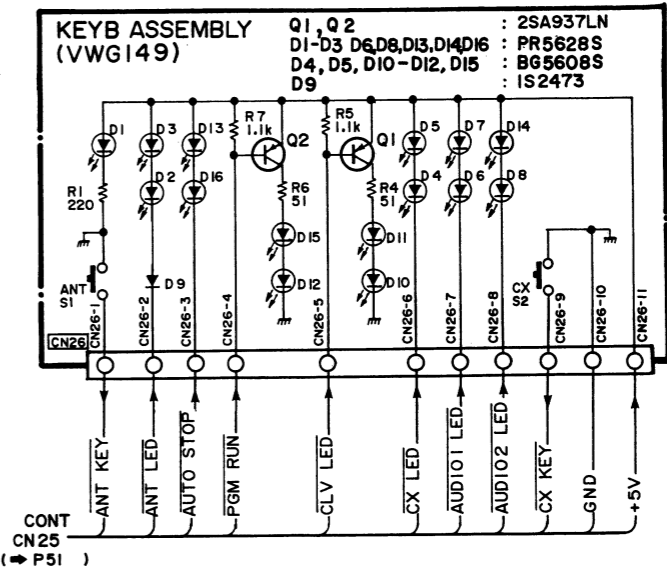 KEYB ASSEMBLY
(VWG149)
Q1, Q2 : 2SA937LN
D1-D3 D6,D8,D13,D14,D16 : PR5628S
D4, D5, D10-D12, D15 : BG5608S
D9 : 1S2473
D1
D3
D13
R7
1.1k
Q2
R5
1.1k
Q1
D5
D7
D14
R1
220
D2
D16
R6
51
R4
51
D4
D6
D8
D15
D11
ANT
S1
D9
D12
D10
CX
S2
CN26
CN26-1
CN26-2
CN26-3
CN26-4
CN26-5
CN26-6
CN26-7
CN26-8
CN26-9
CN26-10
CN26-11
ANT KEY
ANT LED
AUTO STOP
PGM RUN
CLV LED
CX LED
AUDIO1 LED
AUDIO2 LED
CX KEY
GND
+5V
CONT
CN25
(➡ P51 )